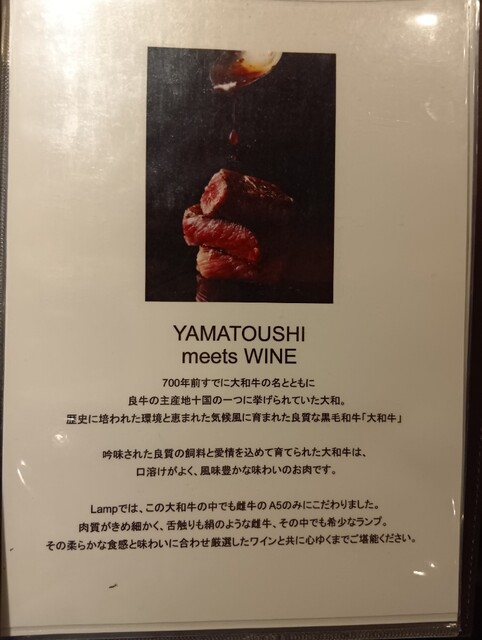 YAMATOUSHI
meets WINE
700年前すでに大和牛の名とともに
良牛の主産地十国の一つに挙げられていた大和。
歴史に培われた環境と恵まれた気候風に育まれた良質な黒毛和牛「大和牛」
吟味された良質の飼料と愛情を込めて育てられた大和牛は、
口溶けがよく、風味豊かな味わいのお肉です。
Lampでは、この大和牛の中でも雌牛の A5のみにこだわりました。
肉質がきめ細かく、舌触りも絹のような雌牛、その中でも希少なランプ。
その柔らかな食感と味わいに合わせ厳選したワインと共に心ゆくまでご堪能ください。